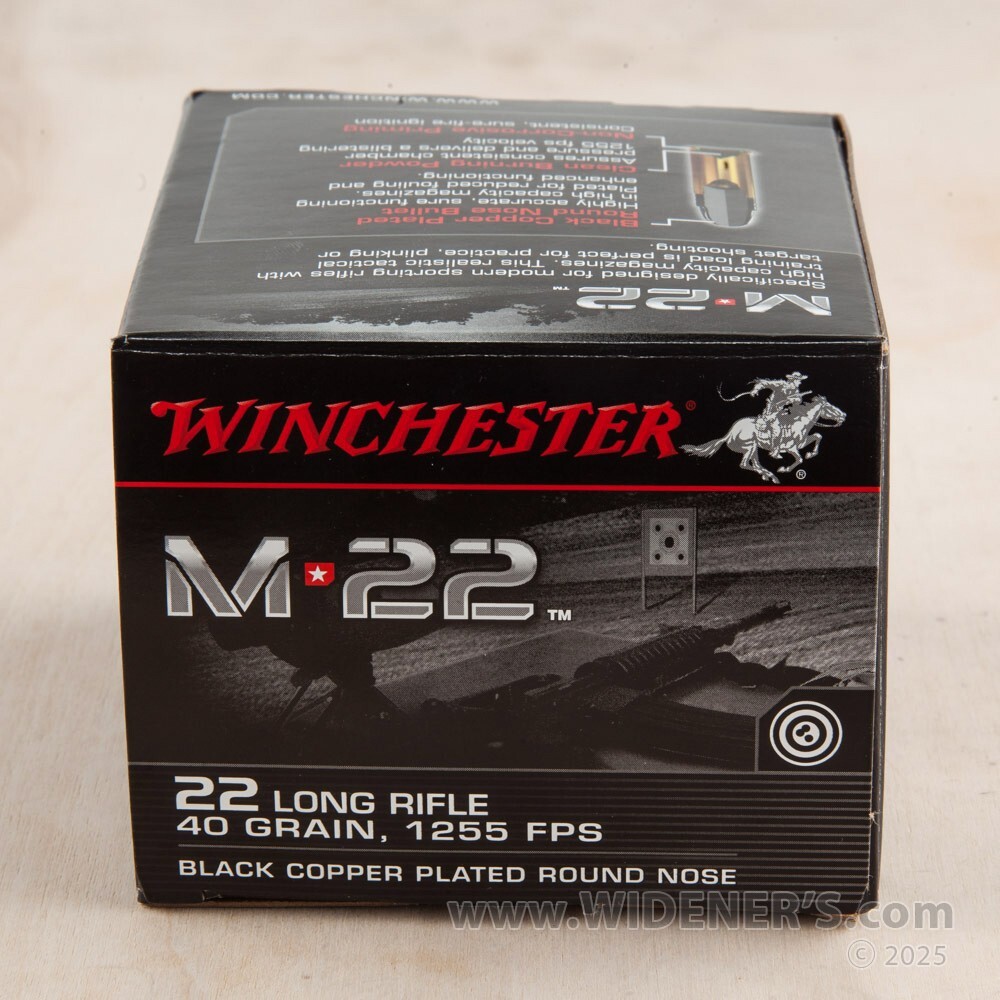 WWW.WINCHESTER.COM
M★22™
Specifically designed for modern sporting rifles with
high capacity magazines. This realistic tactical
training load is perfect for practice, plinking or
target shooting.
Black Copper Plated
Round Nose Bullet
Highly accurate, sure functioning
in high capacity magazines.
Plated for reduced fouling and
enhanced functioning.
Clean Burning Powder
Assures consistent chamber
pressure and delivers a blistering
1255 fps velocity
Non-Corrosive Priming
Consistent, sure-fire ignition
WINCHESTER®
®
M★22™
22 LONG RIFLE
40 GRAIN, 1255 FPS
BLACK COPPER PLATED ROUND NOSE
www.WIDENER'S.com
© 2025